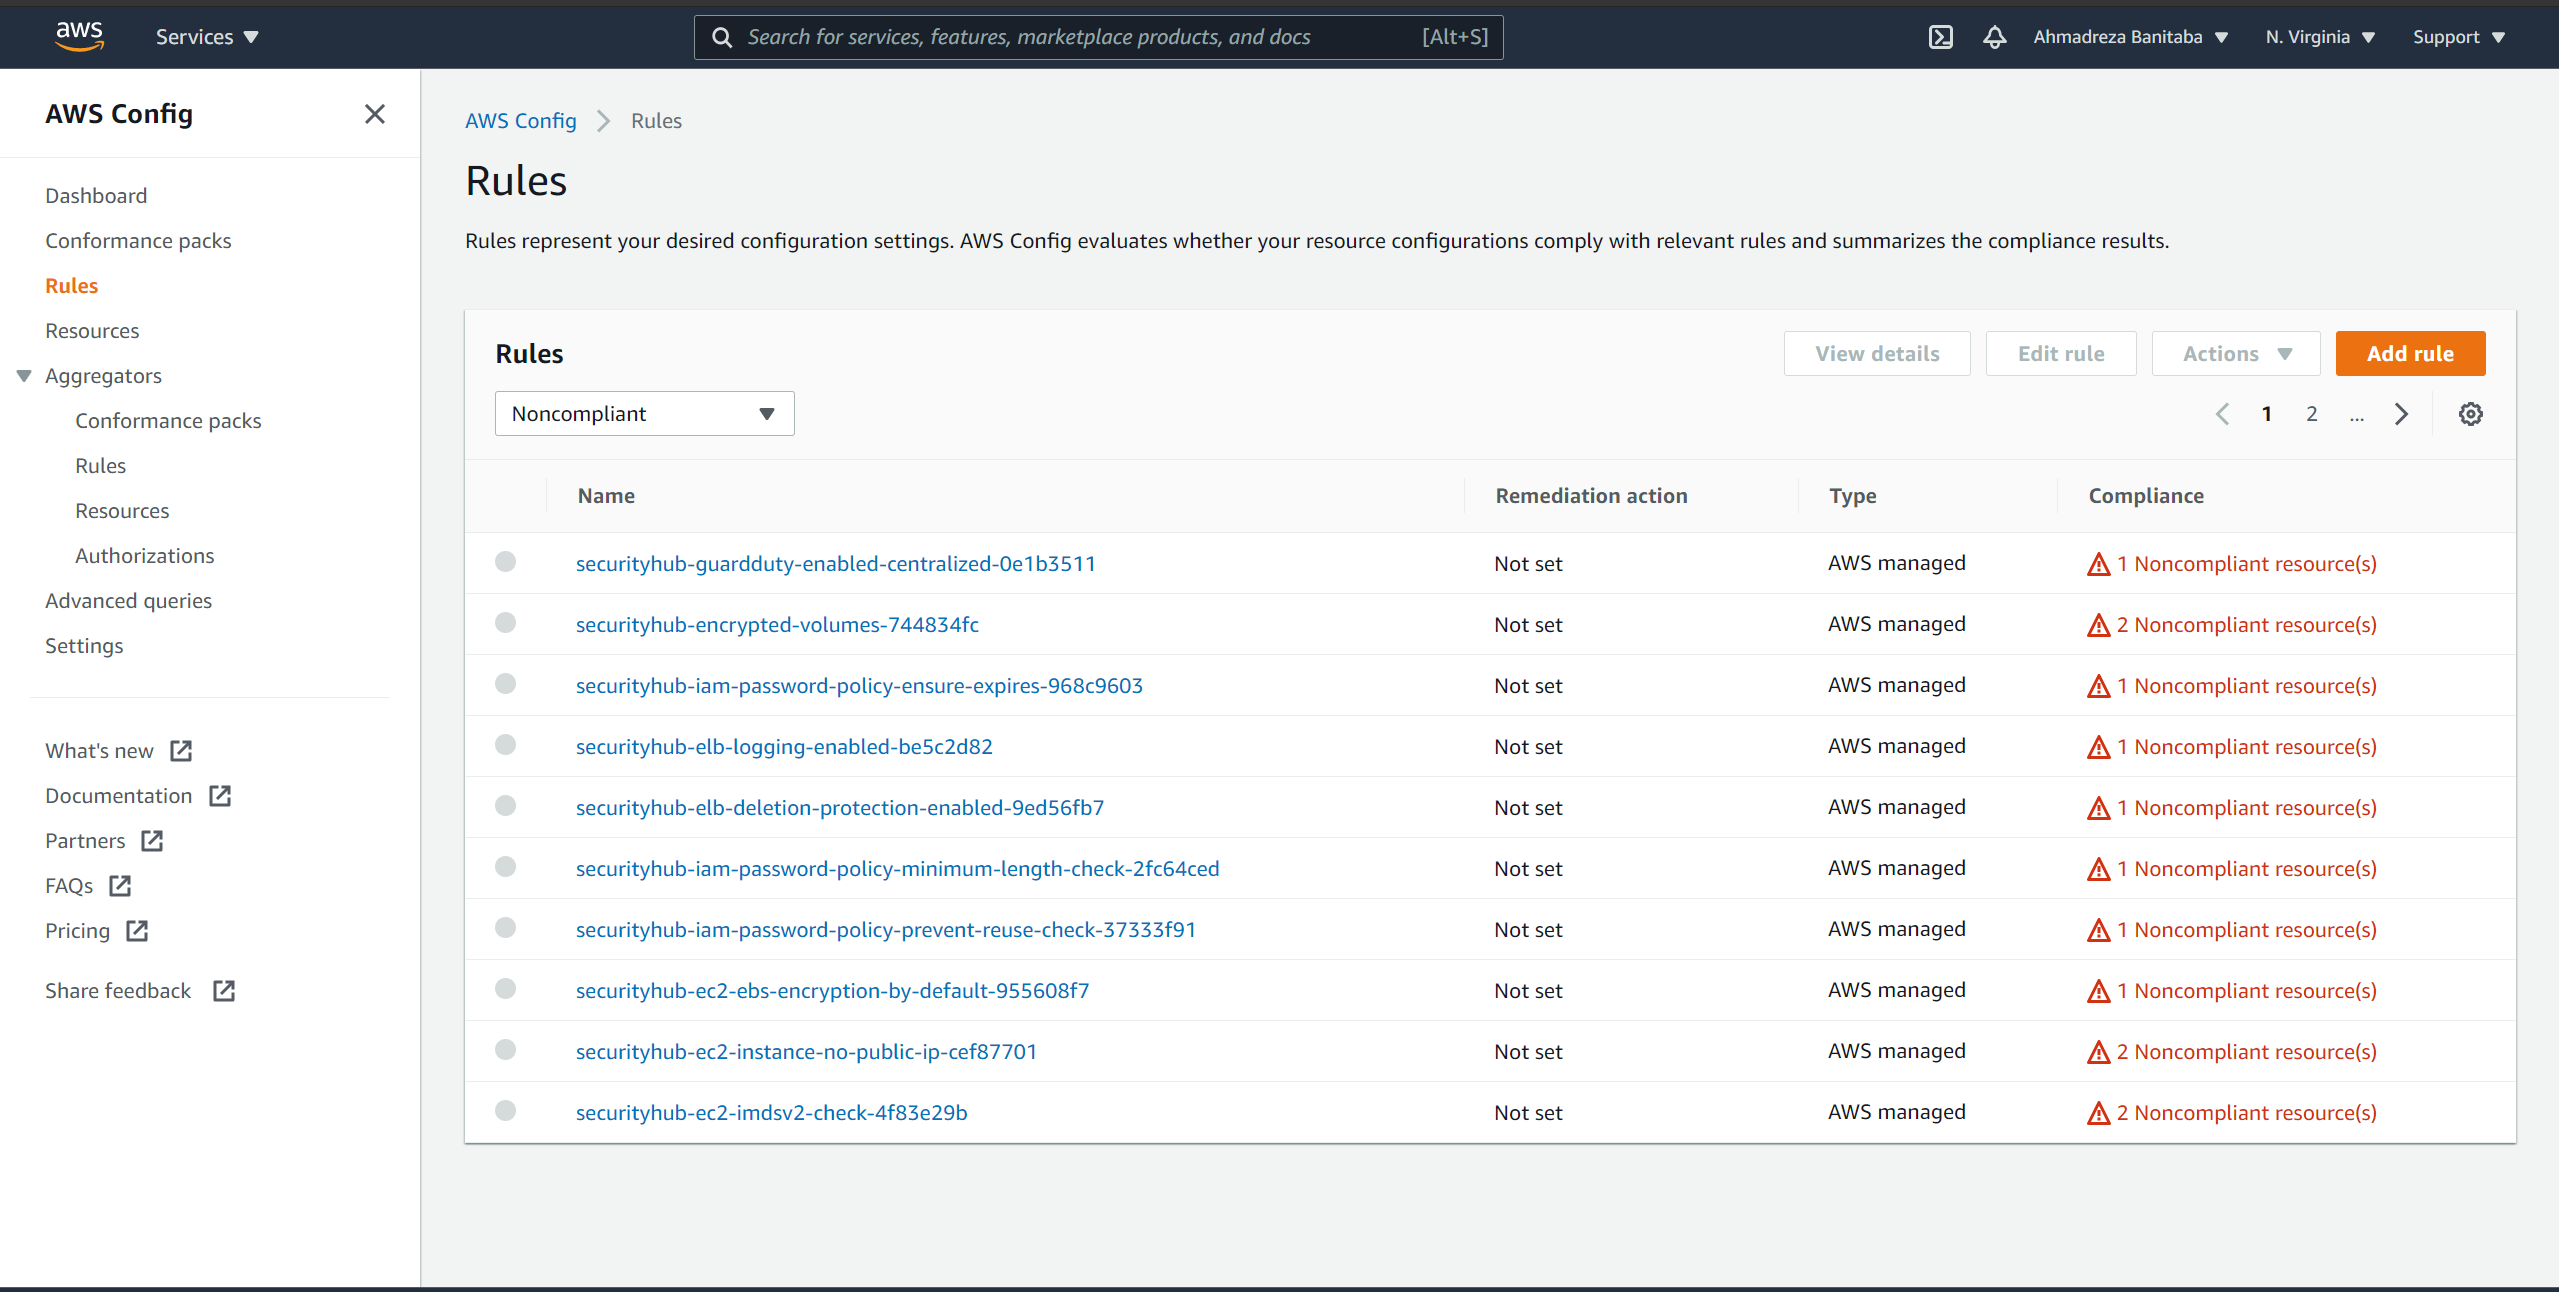 aws Services Search for services, features, marketplace products, and docs [Alt+S] Ahmadreza Banitaba N. Virginia Support
AWS Config
Dashboard
Conformance packs
Rules
Resources
Aggregators
Conformance packs
Rules
Resources
Authorizations
Advanced queries
Settings
What's new
Documentation
Partners
FAQs
Pricing
Share feedback
AWS Config Rules
Rules
Rules represent your desired configuration settings. AWS Config evaluates whether your resource configurations comply with relevant rules and summarizes the compliance results.
Rules View details Edit rule Actions Add rule
Noncompliant 1 2 ...
Name Remediation action Type Compliance
securityhub-guardduty-enabled-centralized-0e1b3511 Not set AWS managed 1 Noncompliant resource(s)
securityhub-encrypted-volumes-744834fc Not set AWS managed 2 Noncompliant resource(s)
securityhub-iam-password-policy-ensure-expires-968c9603 Not set AWS managed 1 Noncompliant resource(s)
securityhub-elb-logging-enabled-be5c2d82 Not set AWS managed 1 Noncompliant resource(s)
securityhub-elb-deletion-protection-enabled-9ed56fb7 Not set AWS managed 1 Noncompliant resource(s)
securityhub-iam-password-policy-minimum-length-check-2fc64ced Not set AWS managed 1 Noncompliant resource(s)
securityhub-iam-password-policy-prevent-reuse-check-37333f91 Not set AWS managed 1 Noncompliant resource(s)
securityhub-ec2-ebs-encryption-by-default-955608f7 Not set AWS managed 1 Noncompliant resource(s)
securityhub-ec2-instance-no-public-ip-cef87701 Not set AWS managed 2 Noncompliant resource(s)
securityhub-ec2-imdsv2-check-4f83e29b Not set AWS managed 2 Noncompliant resource(s)